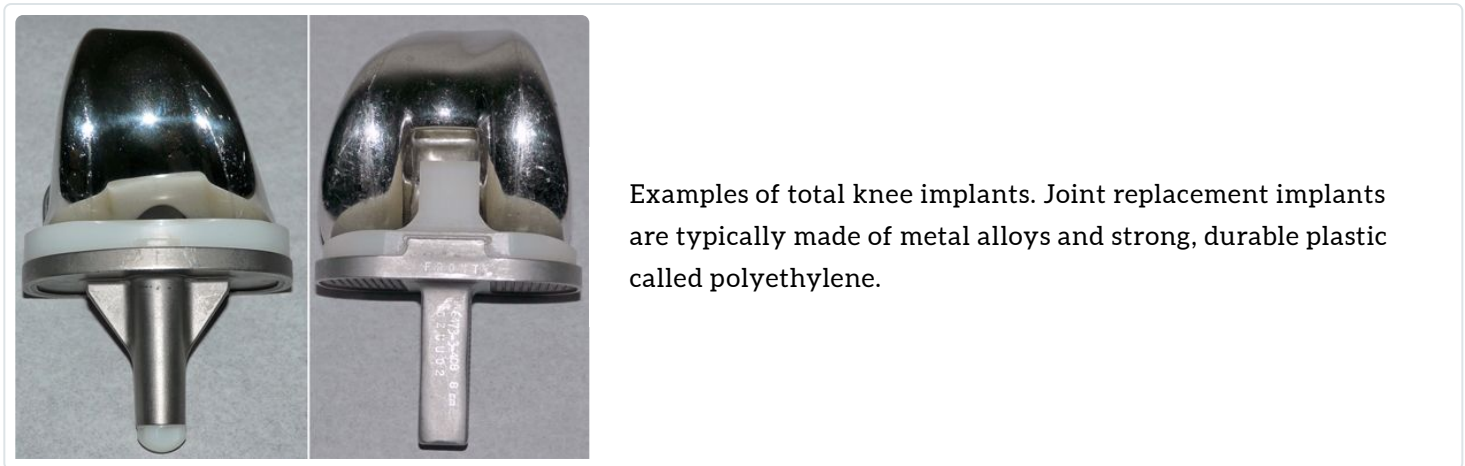 FRONT
Examples of total knee implants. Joint replacement implants
are typically made of metal alloys and strong, durable plastic
called polyethylene.